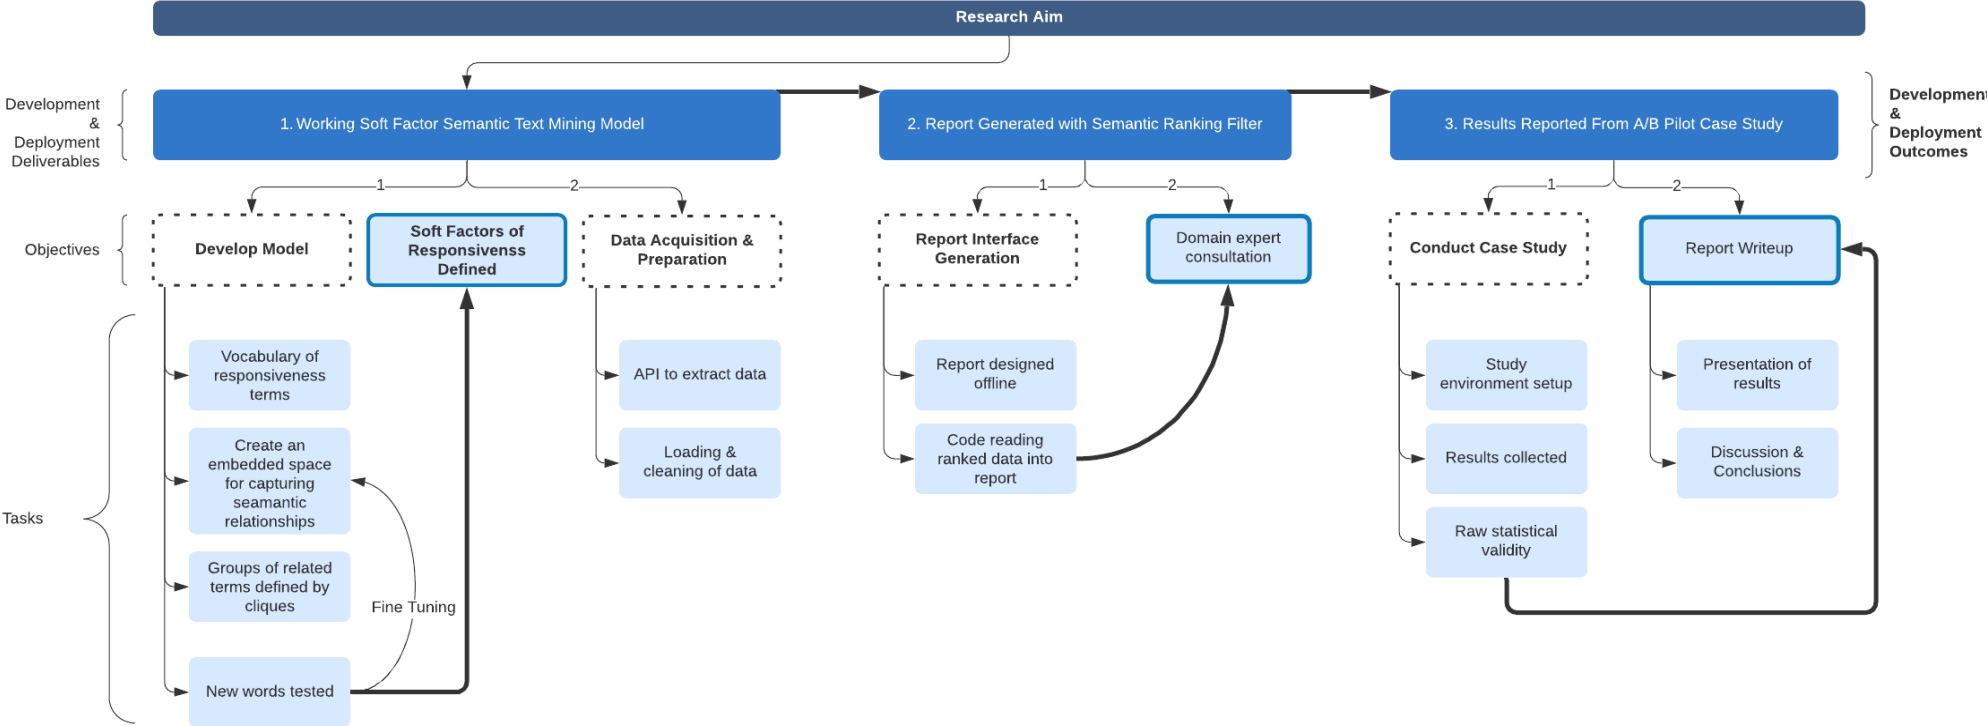 Research Aim
Development
&
Deployment
Deliverables
1. Working Soft Factor Semantic Text Mining Model
2. Report Generated with Semantic Ranking Filter
3. Results Reported From A/B Pilot Case Study
Development
&
Deployment
Outcomes
1
2
1
2
1
2
Objectives
Develop Model
Soft Factors of
Responsivenss
Defined
Data Acquisition &
Preparation
Report Interface
Generation
Domain expert
consultation
Conduct Case Study
Report Writeup
Tasks
Vocabulary of
responsiveness
terms
Create an
embedded space
for capturing
seamantic
relationships
Groups of related
terms defined by
cliques
New words tested
Fine Tuning
API to extract data
Loading &
cleaning of data
Report designed
offline
Code reading
ranked data into
report
Study
environment setup
Results collected
Raw statistical
validity
Presentation of
results
Discussion &
Conclusions